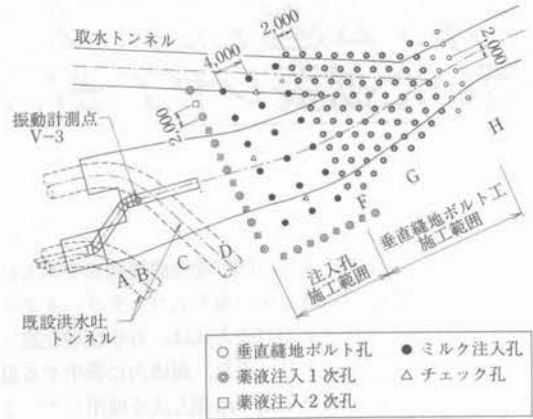 取水トンネル
2,000
4,000
2,000
2,000
振動計測点
V-3
A
B
C
D
F
G
H
既設洪水吐
トンネル
注入孔
施工範囲
垂直縫地ボルト工
施工範囲
○ 垂直縫地ボルト孔
● ミルク注入孔
◎ 薬液注入1次孔
△ チェック孔
▣ 薬液注入2次孔